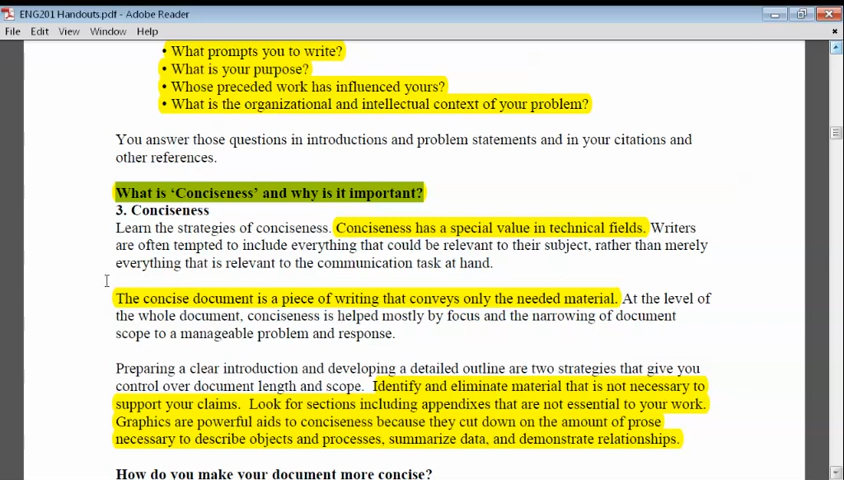 ENG201 Handouts.pdf - Adobe Reader
File Edit View Window Help
• What prompts you to write?
• What is your purpose?
• Whose preceded work has influenced yours?
• What is the organizational and intellectual context of your problem?
You answer those questions in introductions and problem statements and in your citations and
other references.
What is ‘Conciseness’ and why is it important?
3. Conciseness
Learn the strategies of conciseness. Conciseness has a special value in technical fields. Writers
are often tempted to include everything that could be relevant to their subject, rather than merely
everything that is relevant to the communication task at hand.
The concise document is a piece of writing that conveys only the needed material. At the level of
the whole document, conciseness is helped mostly by focus and the narrowing of document
scope to a manageable problem and response.
Preparing a clear introduction and developing a detailed outline are two strategies that give you
control over document length and scope. Identify and eliminate material that is not necessary to
support your claims. Look for sections including appendixes that are not essential to your work.
Graphics are powerful aids to conciseness because they cut down on the amount of prose
necessary to describe objects and processes, summarize data, and demonstrate relationships.
How do you make your document more concise?